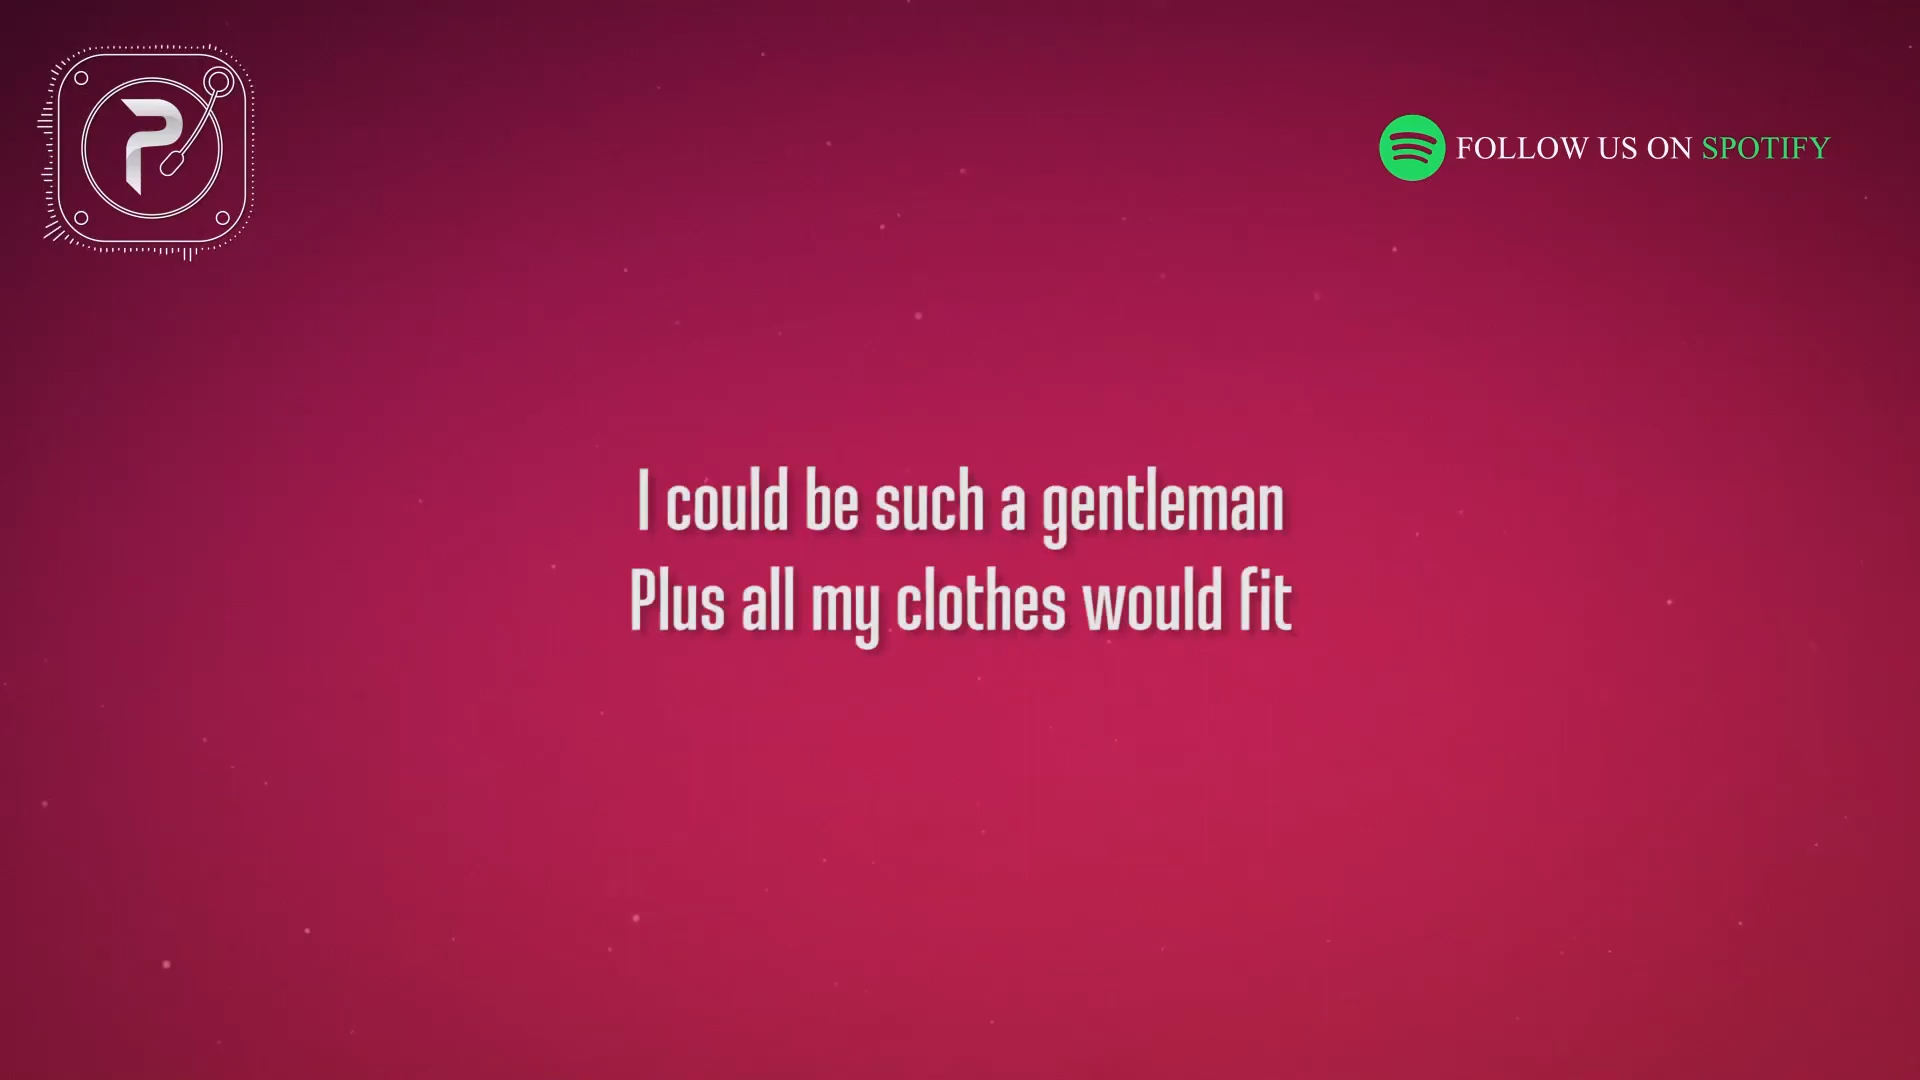 P
FOLLOW US ON SPOTIFY
I could be such a gentleman
Plus all my clothes would fit